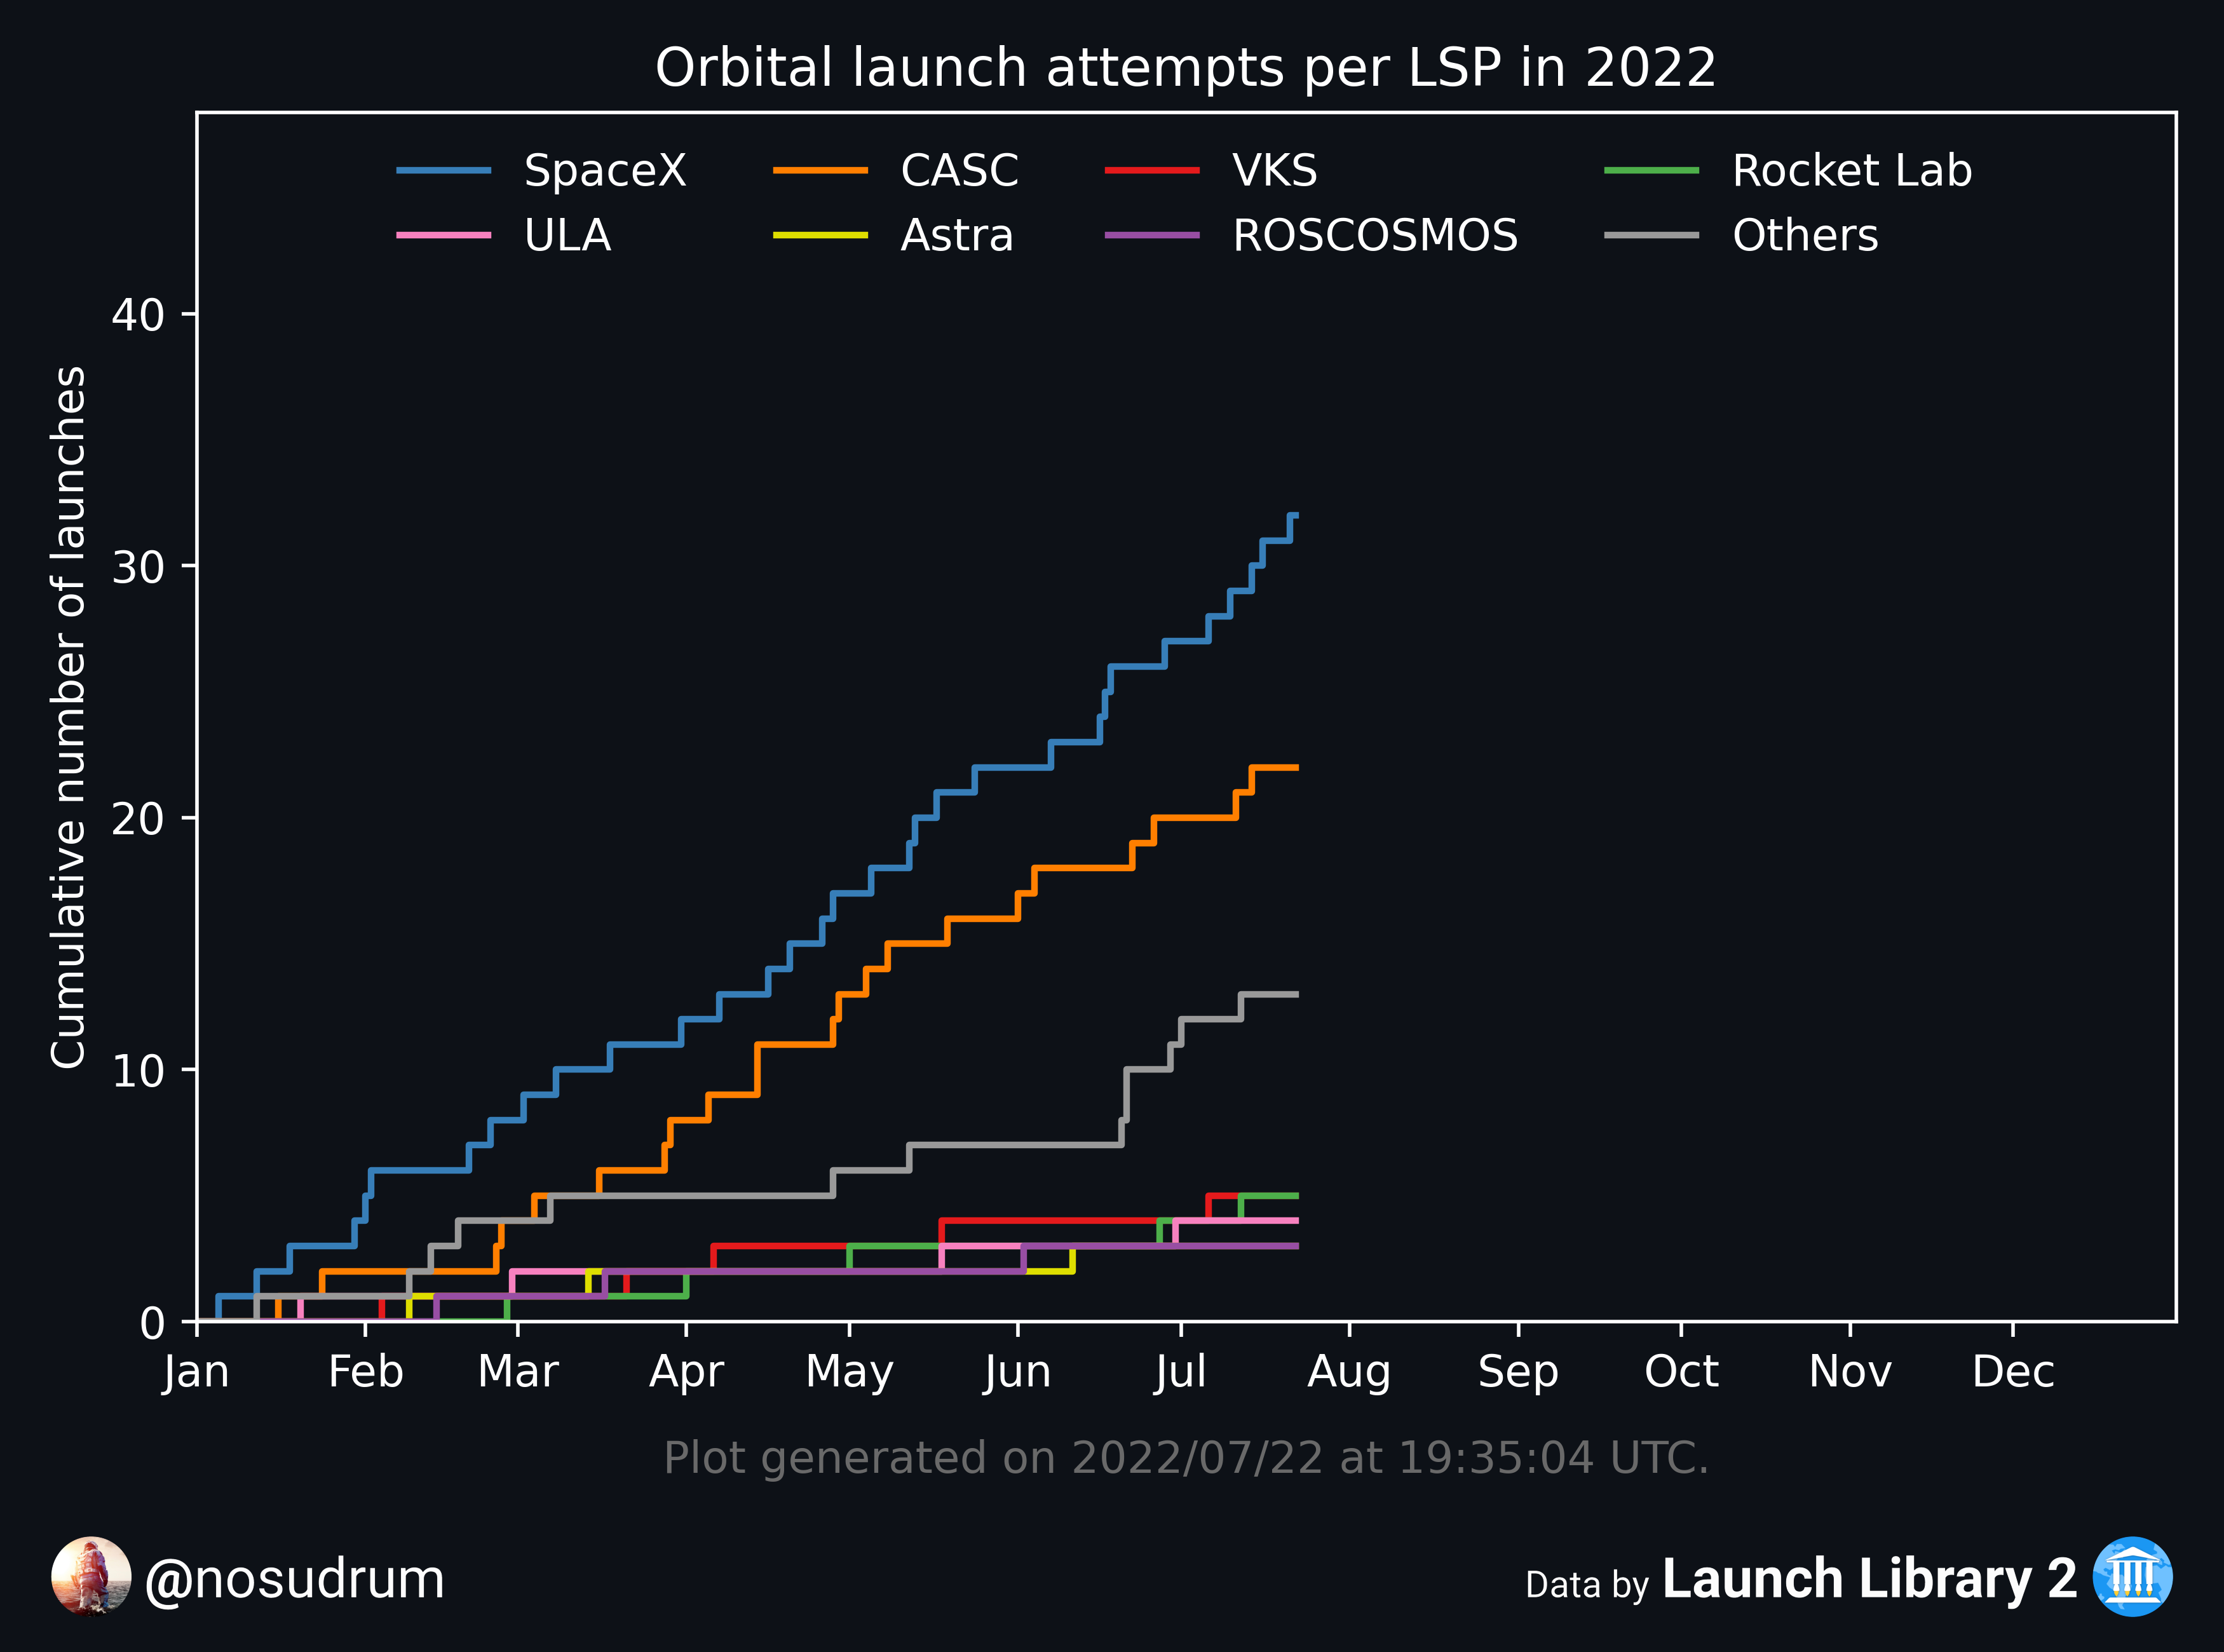 Orbital launch attempts per LSP in 2022
SpaceX CASC VKS Rocket Lab
ULA Astra ROSCOSMOS Others
Cumulative number of launches
40
30
20
10
0
Jan Feb Mar Apr May Jun Jul Aug Sep Oct Nov Dec
Plot generated on 2022/07/22 at 19:35:04 UTC.
@nosudrum
Data by Launch Library 2